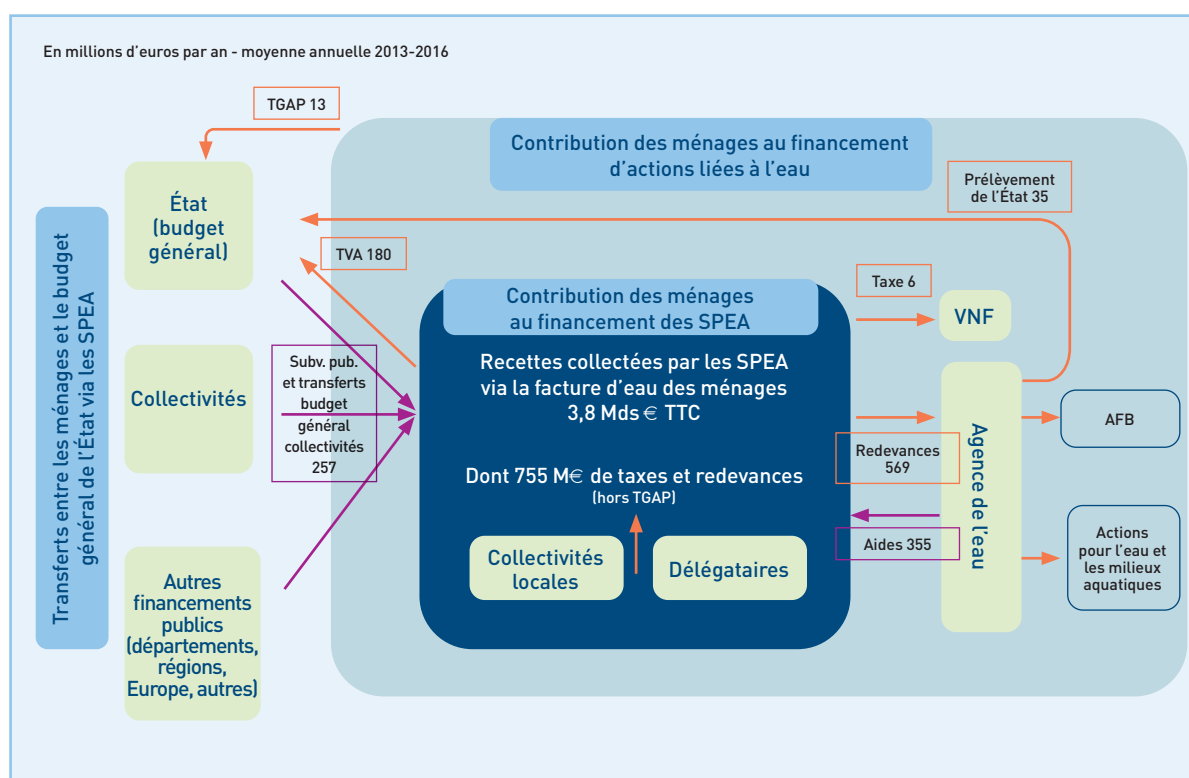 En millions d'euros par an - moyenne annuelle 2013-2016
TGAP 13
Contribution des ménages au financement
d'actions liées à l'eau
Prélèvement
de l'État 35
État
(budget
général)
TVA 180
Taxe 6
VNF
Transferts entre les ménages et le budget
général de l'État via les SPEA
Contribution des ménages
au financement des SPEA
Recettes collectées par les SPEA
via la facture d'eau des ménages
3,8 Mds € TTC
Collectivités
Subv. pub.
et transferts
budget
général
collectivités
257
Redevances
569
Agence de l'eau
AFB
Dont 755 M€ de taxes et redevances
(hors TGAP)
Aides 355
Collectivités
locales
Délégataires
Actions
pour l'eau et
les milieux
aquatiques
Autres
financements
publics
(départements,
régions,
Europe, autres)